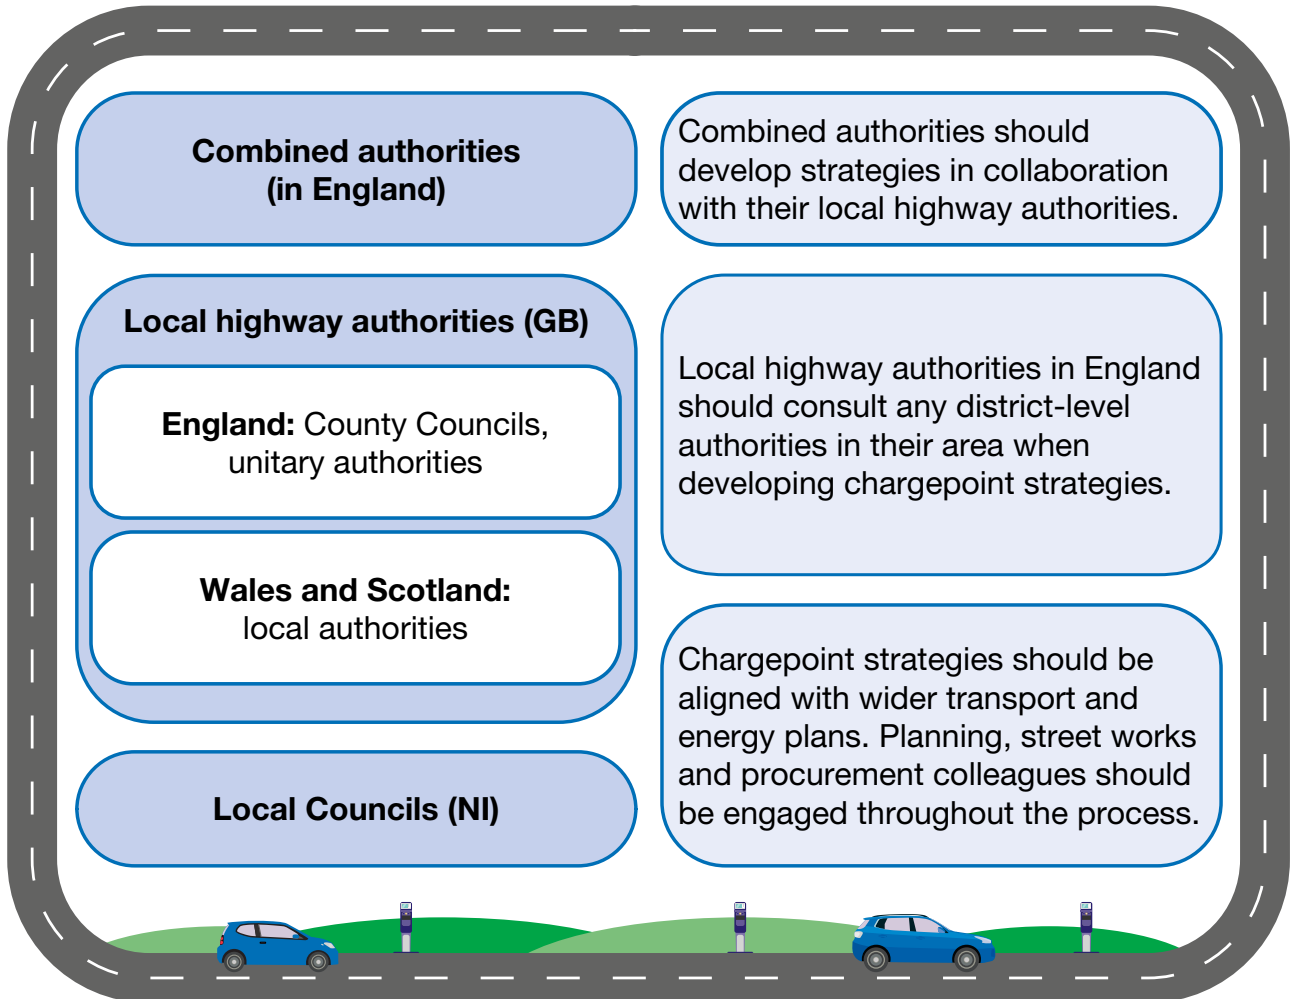 Combined authorities
(in England)
Combined authorities should
develop strategies in collaboration
with their local highway authorities.
Local highway authorities (GB)
England: County Councils,
unitary authorities
Wales and Scotland:
local authorities
Local highway authorities in England
should consult any district-level
authorities in their area when
developing chargepoint strategies.
Local Councils (NI)
Chargepoint strategies should be
aligned with wider transport and
energy plans. Planning, street works
and procurement colleagues should
be engaged throughout the process.